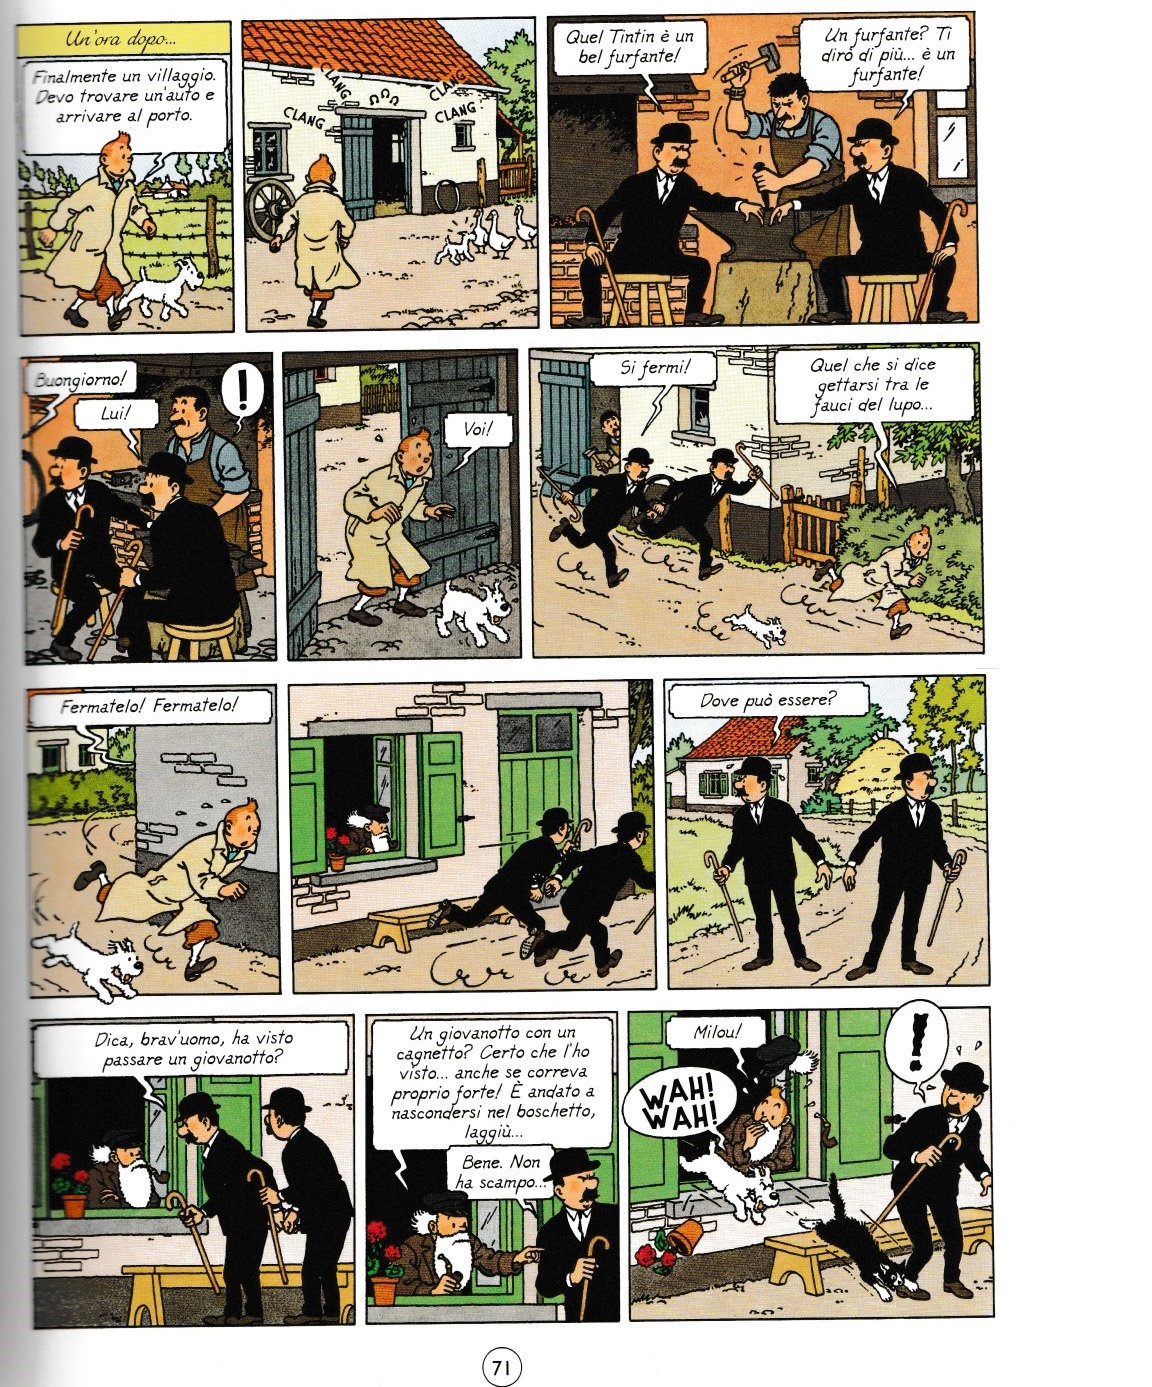 Un'ora dopo...
Finalmente un villaggio.
Devo trovare un'auto e
arrivare al porto.
CLANG
CLANG
CLANG
CLANG
Quel Tintin è un
bel furfante!
Un furfante? Ti
dirò di più... è un
furfante!
Buongiorno!
Lui!
!
Voi!
Si fermi!
Quel che si dice
gettarsi tra le
fauci del lupo...
Fermatelo! Fermatelo!
Dove può essere?
Dica, brav'uomo, ha visto
passare un giovanotto?
Un giovanotto con un
cagnetto? Certo che l'ho
visto... anche se correva
proprio forte! È andato a
nascondersi nel boschetto,
laggiù...
Bene. Non
ha scampo...
Milou!
WAH!
WAH!
!
71